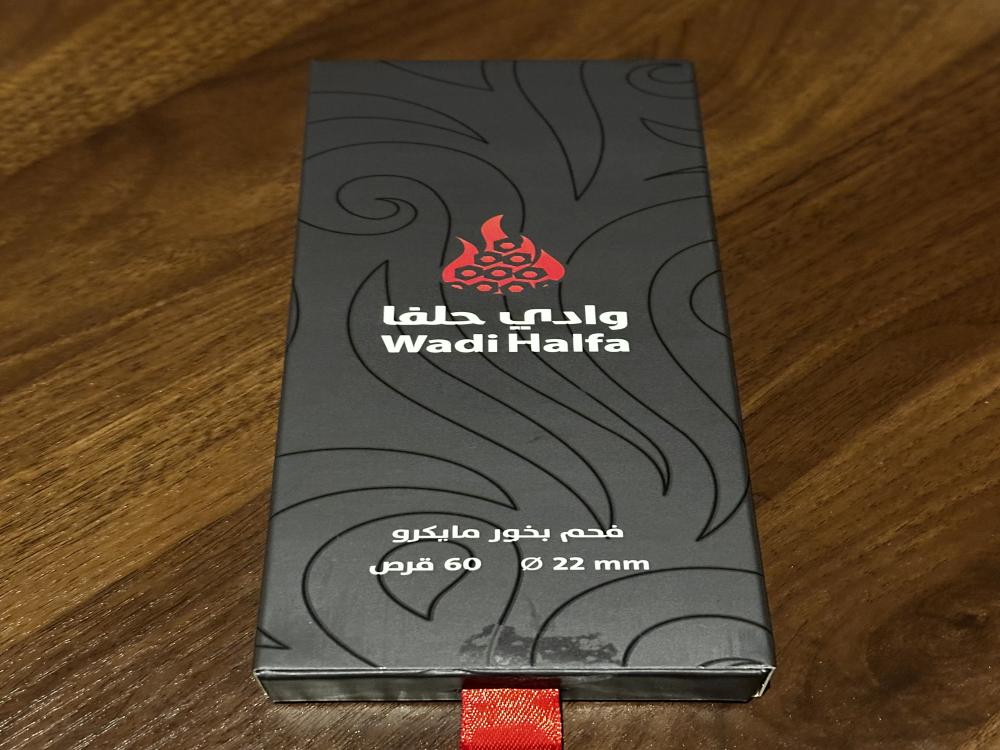 وادي حلفا
Wadi Halfa
فحم بخور مايكرو
60 قرص Ø 22 mm